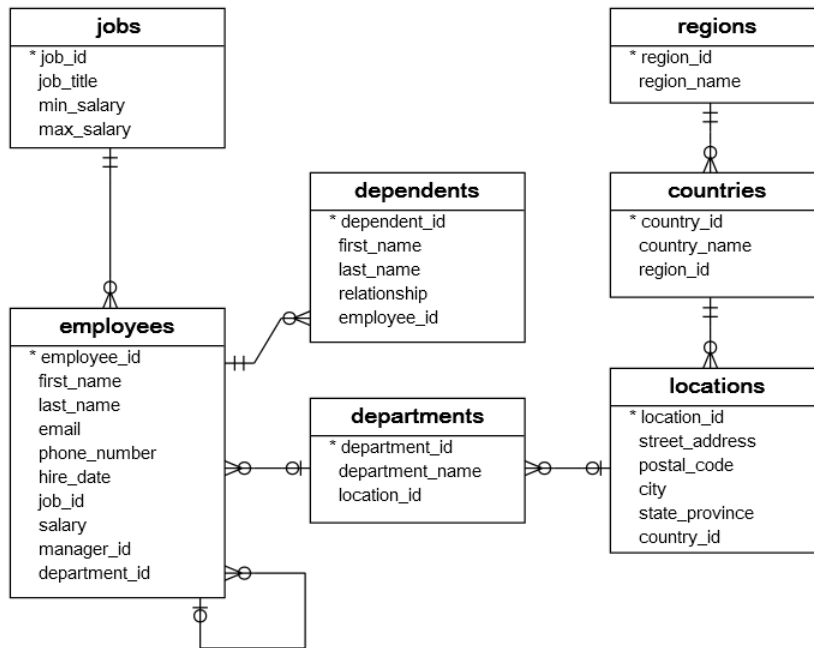 jobs
* job_id
job_title
min_salary
max_salary
regions
* region_id
region_name
dependents
* dependent_id
first_name
last_name
relationship
employee_id
countries
* country_id
country_name
region_id
employees
* employee_id
first_name
last_name
email
phone_number
hire_date
job_id
salary
manager_id
department_id
departments
* department_id
department_name
location_id
locations
* location_id
street_address
postal_code
city
state_province
country_id